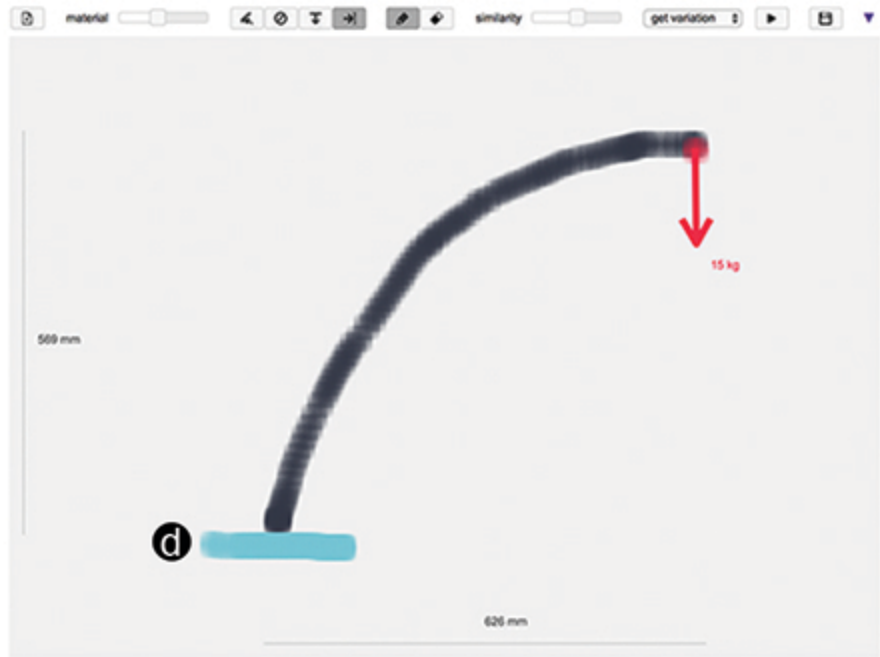 material similarity get variation
15 kg
569 mm
d
626 mm